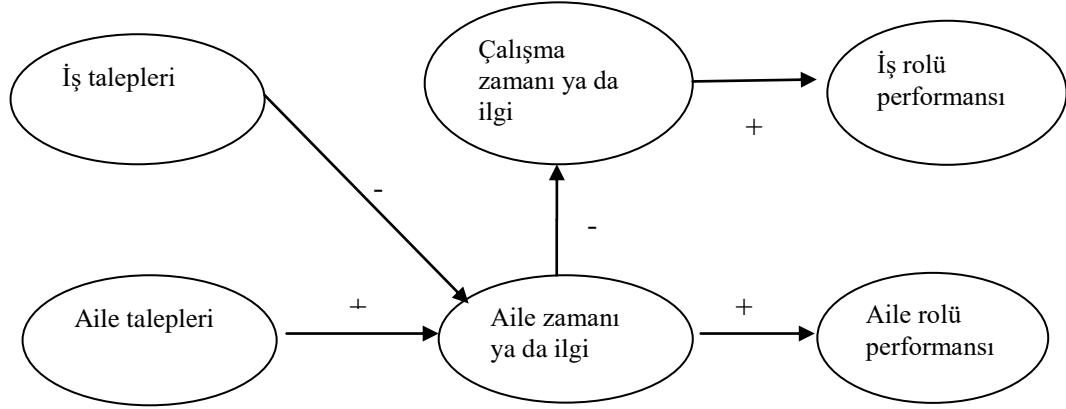 İş talepleri
Çalışma
zamanı ya da
ilgi
İş rolü
performansı
+
-
-
Aile talepleri
+
Aile zamanı
ya da ilgi
+
Aile rolü
performansı